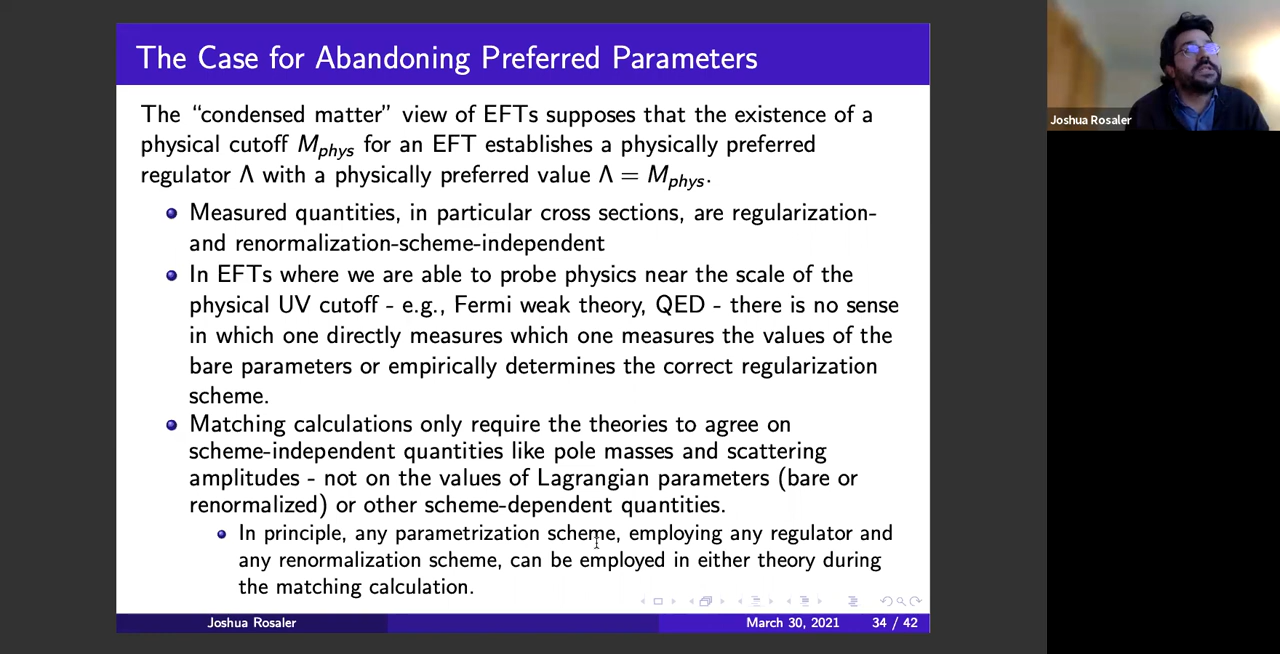 The Case for Abandoning Preferred Parameters
The “condensed matter” view of EFTs supposes that the existence of a
physical cutoff Mphys for an EFT establishes a physically preferred
regulator Λ with a physically preferred value Λ = Mphys.
Measured quantities, in particular cross sections, are regularization-
and renormalization-scheme-independent
In EFTs where we are able to probe physics near the scale of the
physical UV cutoff - e.g., Fermi weak theory, QED - there is no sense
in which one directly measures which one measures the values of the
bare parameters or empirically determines the correct regularization
scheme.
Matching calculations only require the theories to agree on
scheme-independent quantities like pole masses and scattering
amplitudes - not on the values of Lagrangian parameters (bare or
renormalized) or other scheme-dependent quantities.
In principle, any parametrization scheme, employing any regulator and
any renormalization scheme, can be employed in either theory during
the matching calculation.
Joshua Rosaler March 30, 2021 34 / 42
Joshua Rosaler